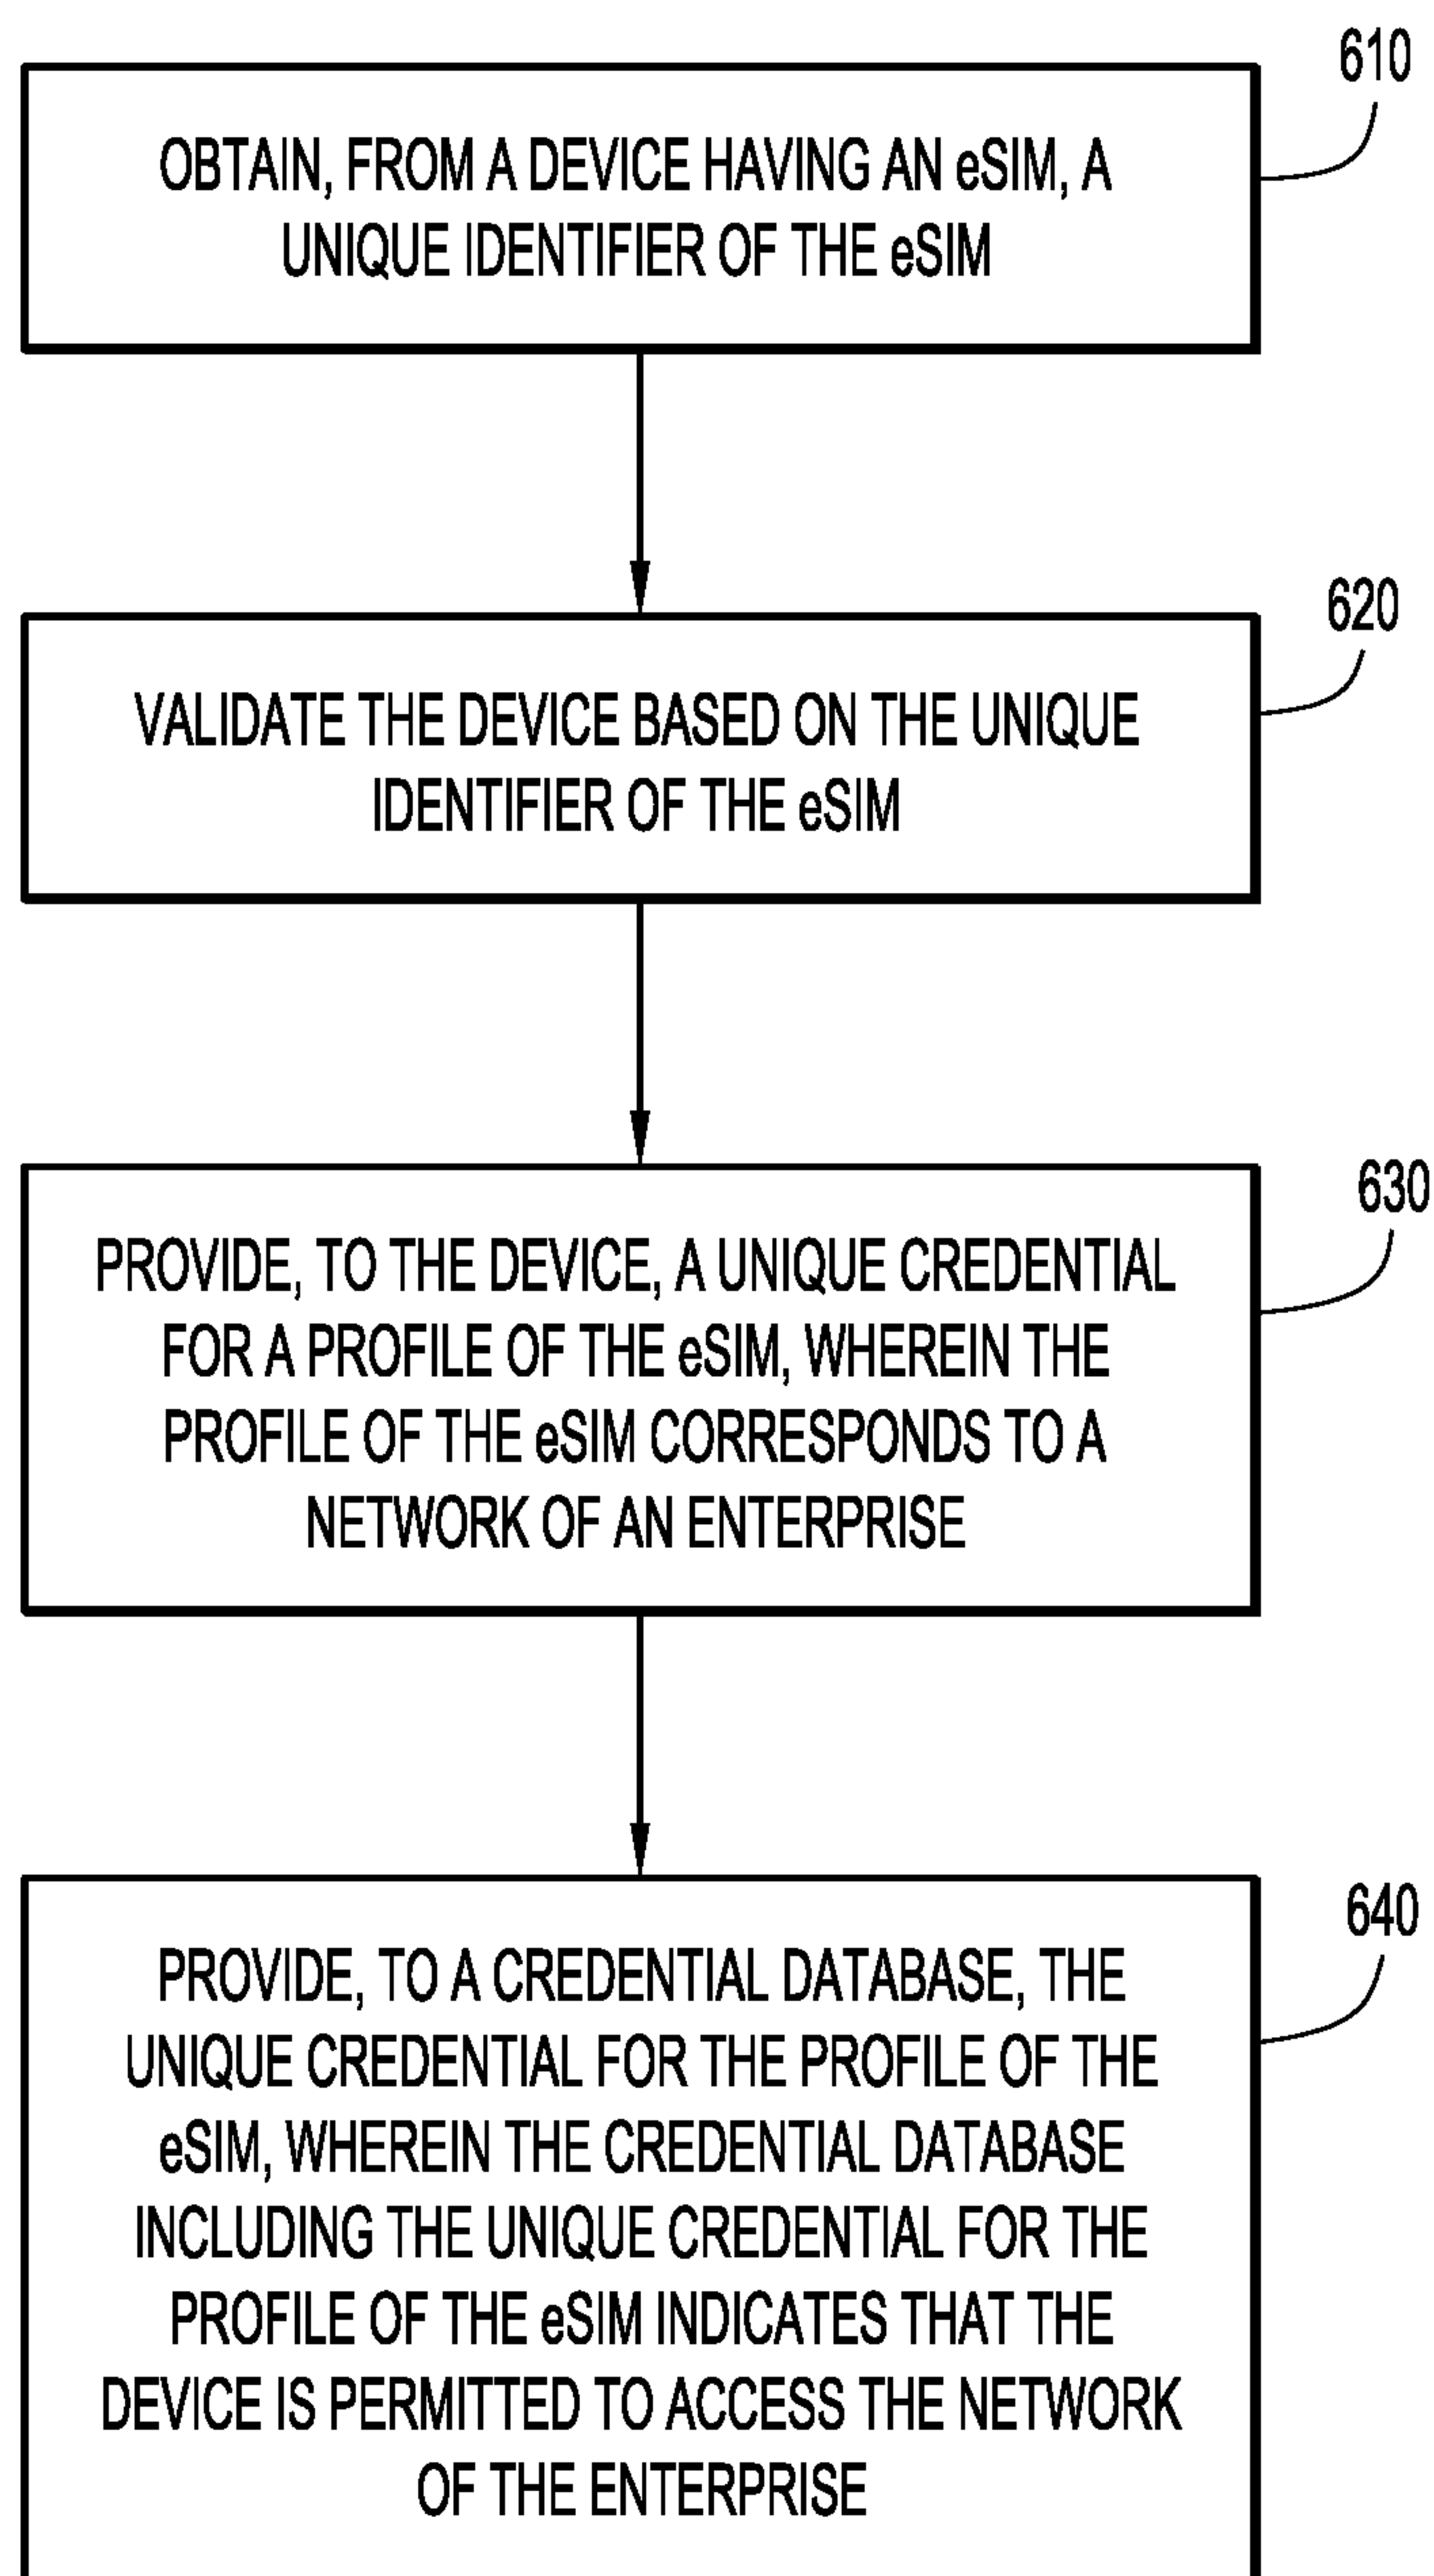 610
OBTAIN, FROM A DEVICE HAVING AN eSIM, A
UNIQUE IDENTIFIER OF THE eSIM
620
VALIDATE THE DEVICE BASED ON THE UNIQUE
IDENTIFIER OF THE eSIM
630
PROVIDE, TO THE DEVICE, A UNIQUE CREDENTIAL
FOR A PROFILE OF THE eSIM, WHEREIN THE
PROFILE OF THE eSIM CORRESPONDS TO A
NETWORK OF AN ENTERPRISE
640
PROVIDE, TO A CREDENTIAL DATABASE, THE
UNIQUE CREDENTIAL FOR THE PROFILE OF THE
eSIM, WHEREIN THE CREDENTIAL DATABASE
INCLUDING THE UNIQUE CREDENTIAL FOR THE
PROFILE OF THE eSIM INDICATES THAT THE
DEVICE IS PERMITTED TO ACCESS THE NETWORK
OF THE ENTERPRISE